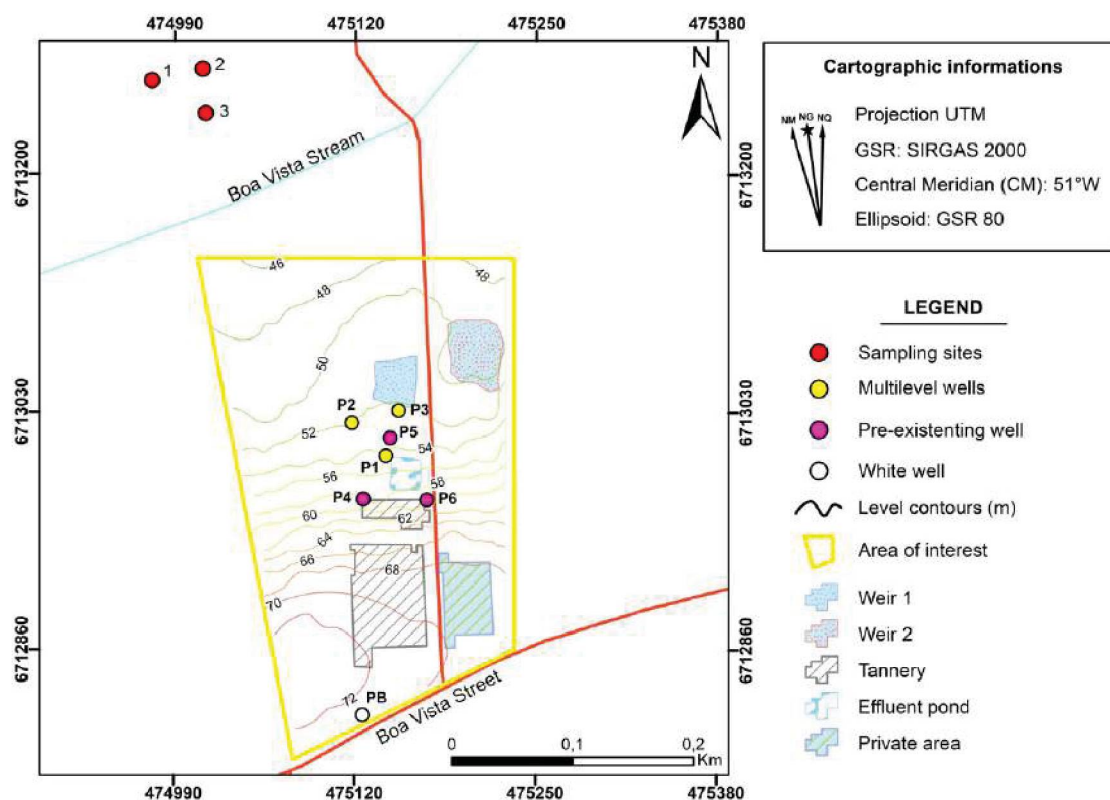 474990 475120 475250 475380
1
2
3
N
Boa Vista Stream
6713200
6713200
46
48
48
50
P2
P3
52
P5
54
P1
56
58
P4
P6
60
62
64
66
68
70
72
PB
6713030
6713030
6712860
6712860
Boa Vista Street
0 0,1 0,2
Km
474990 475120 475250 475380
Cartographic informations
NM NG NQ
Projection UTM
GSR: SIRGAS 2000
Central Meridian (CM): 51°W
Ellipsoid: GSR 80
LEGEND
Sampling sites
Multilevel wells
Pre-existenting well
White well
Level contours (m)
Area of interest
Weir 1
Weir 2
Tannery
Effluent pond
Private area